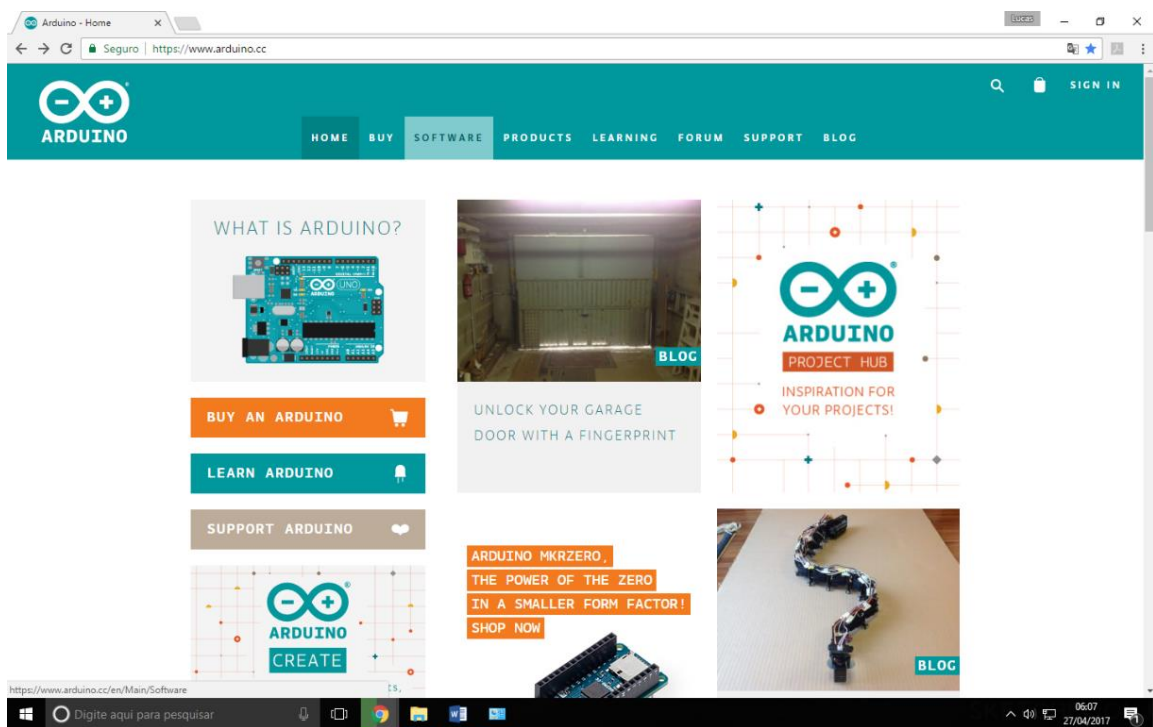 Arduino - Home
Lucas
Seguro | https://www.arduino.cc
ARDUINO
SIGN IN
HOME BUY SOFTWARE PRODUCTS LEARNING FORUM SUPPORT BLOG
WHAT IS ARDUINO?
UNO
ARDUINO
BUY AN ARDUINO
LEARN ARDUINO
SUPPORT ARDUINO
ARDUINO
CREATE
BLOG
UNLOCK YOUR GARAGE
DOOR WITH A FINGERPRINT
ARDUINO MKRZERO,
THE POWER OF THE ZERO
IN A SMALLER FORM FACTOR!
SHOP NOW
ARDUINO
PROJECT HUB
INSPIRATION FOR
YOUR PROJECTS!
BLOG
https://www.arduino.cc/en/Main/Software
Digite aqui para pesquisar
06:07
27/04/2017